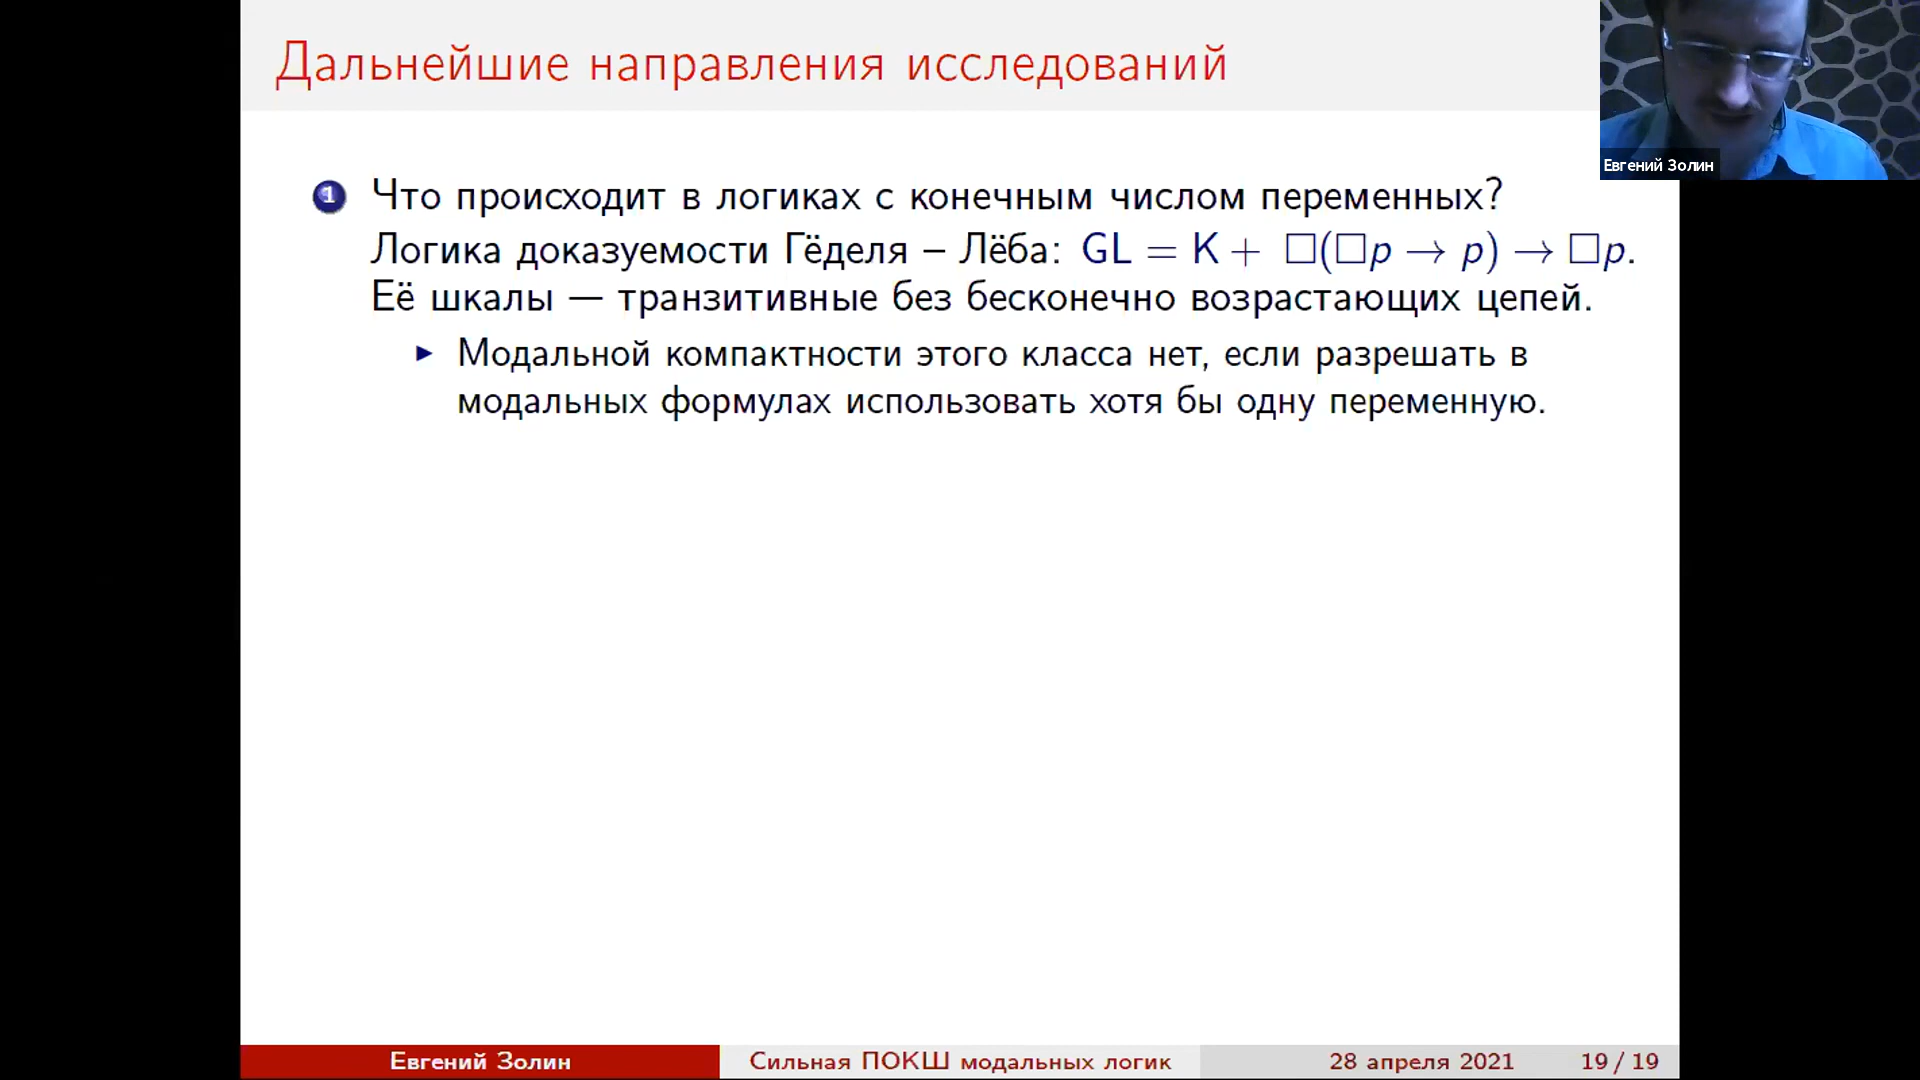 Дальнейшие направления исследований
Евгений Золин
1 Что происходит в логиках с конечным числом переменных?
Логика доказуемости Гёделя – Лёба: GL = K + □(□p → p) → □p.
Её шкалы — транзитивные без бесконечно возрастающих цепей.
▶ Модальной компактности этого класса нет, если разрешать в
модальных формулах использовать хотя бы одну переменную.
Евгений Золин Сильная ПОКШ модальных логик 28 апреля 2021 19 / 19